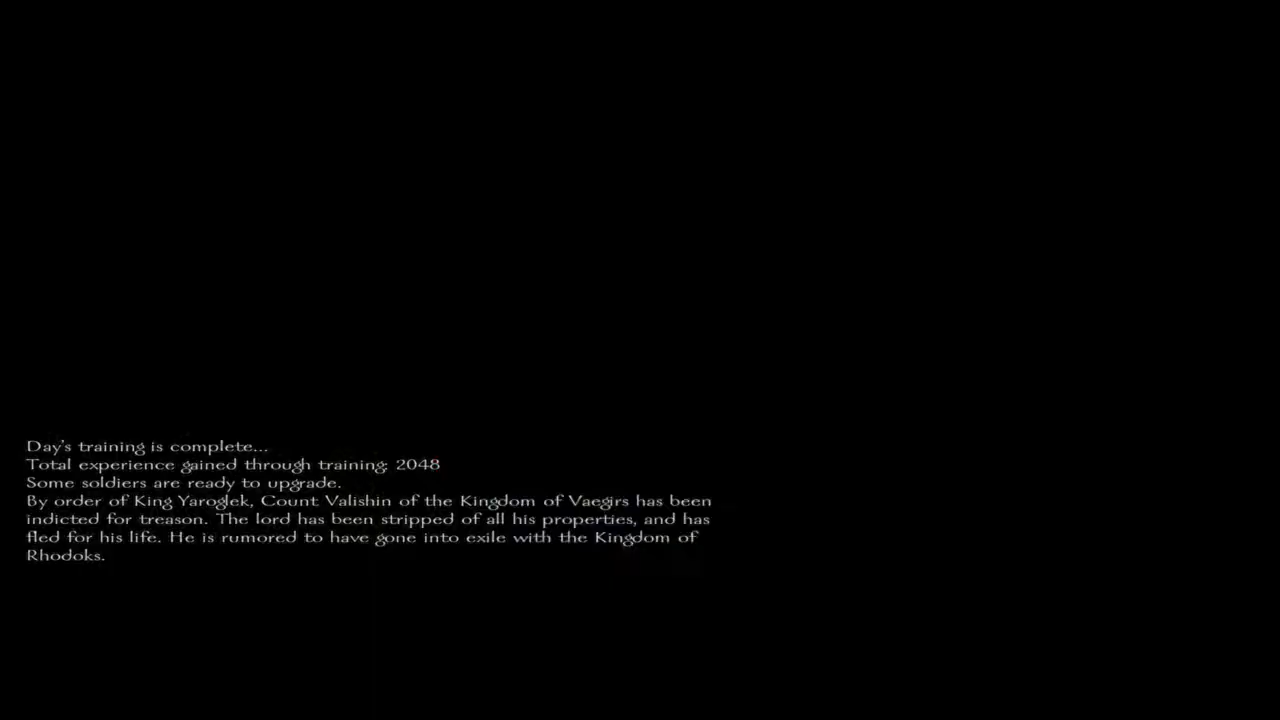 Day's training is complete...
Total experience gained through training: 2048
Some soldiers are ready to upgrade.
By order of King Yaroglek, Count Valishin of the Kingdom of Vaegirs has been
indicted for treason. The lord has been stripped of all his properties, and has
fled for his life. He is rumored to have gone into exile with the Kingdom of
Rhodoks.